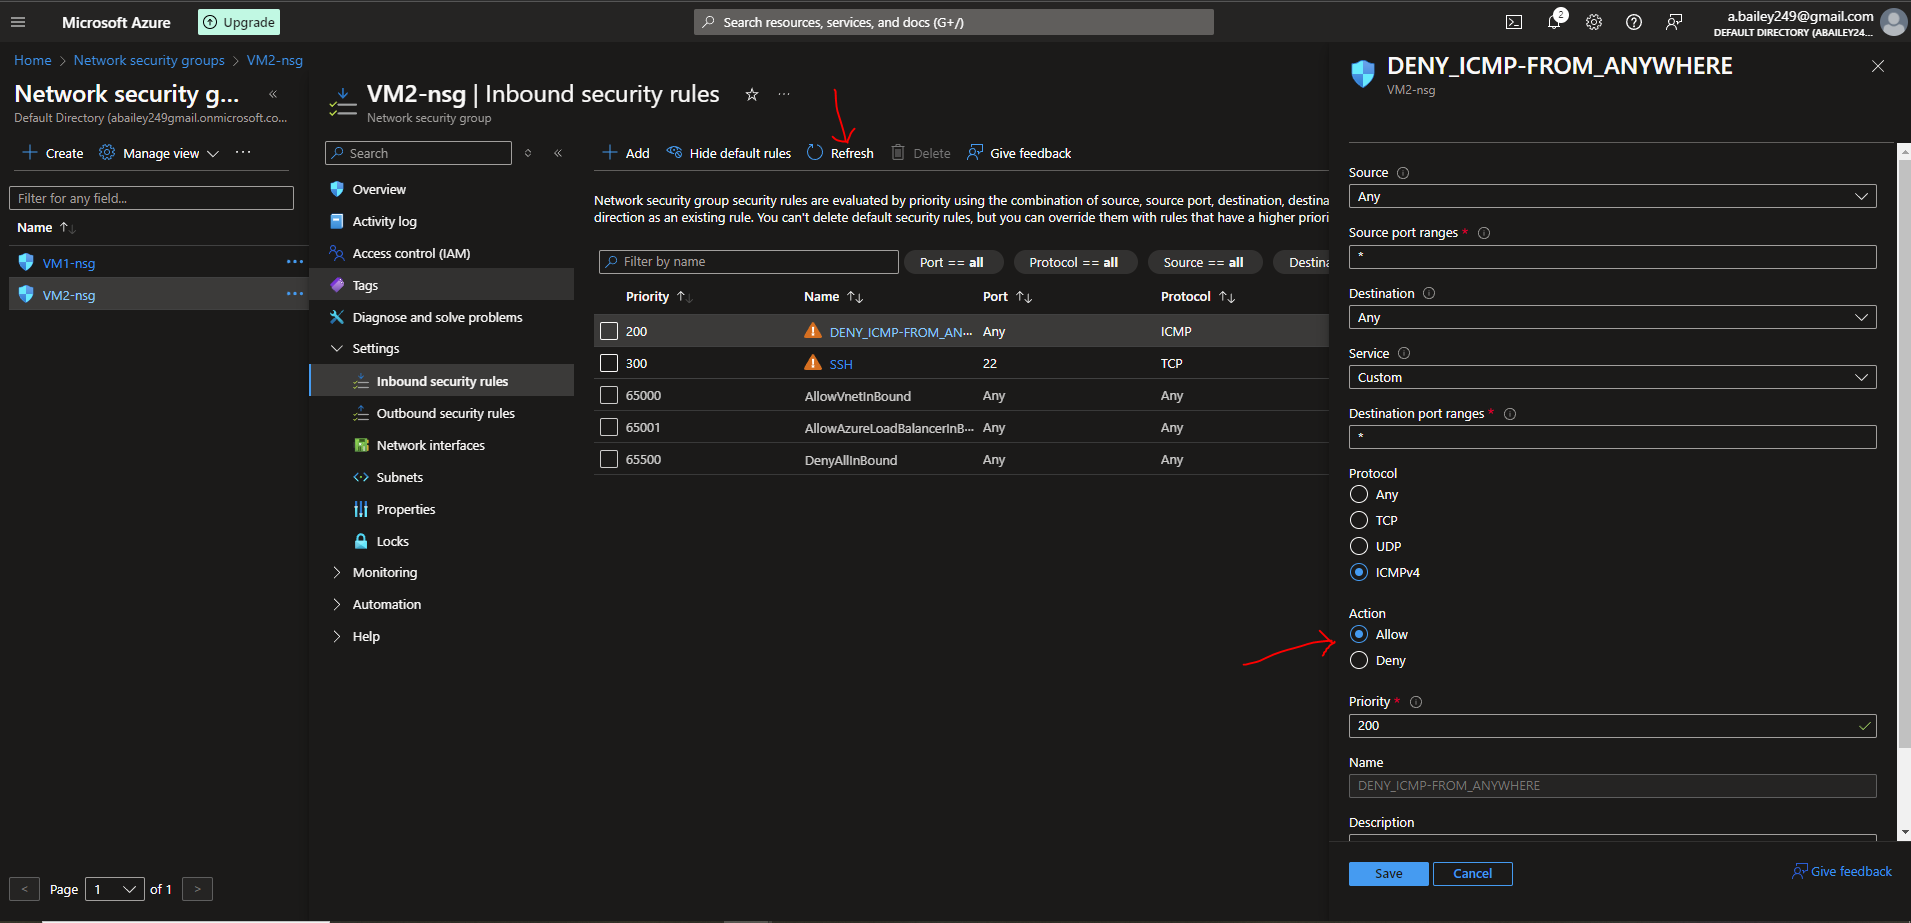 Microsoft Azure
Upgrade
Search resources, services, and docs (G+/)
2
a.bailey249@gmail.com
DEFAULT DIRECTORY (ABAILEY24...
Home > Network security groups > VM2-nsg
Network security g... «
Default Directory (abailey249gmail.onmicrosoft.co...
+ Create Manage view ...
Filter for any field...
Name ↑↓
VM1-nsg ...
VM2-nsg ...
< Page 1 of 1 >
VM2-nsg | Inbound security rules ...
Network security group
Search «
Overview
Activity log
Access control (IAM)
Tags
Diagnose and solve problems
Settings
Inbound security rules
Outbound security rules
Network interfaces
Subnets
Properties
Locks
Monitoring
Automation
Help
+ Add Hide default rules Refresh Delete Give feedback
Network security group security rules are evaluated by priority using the combination of source, source port, destination, destina
direction as an existing rule. You can't delete default security rules, but you can override them with rules that have a higher priori
Filter by name Port == all Protocol == all Source == all Destina
Priority ↑↓ Name ↑↓ Port ↑↓ Protocol ↑↓
200 DENY_ICMP-FROM_AN... Any ICMP
300 SSH 22 TCP
65000 AllowVnetInBound Any Any
65001 AllowAzureLoadBalancerInB... Any Any
65500 DenyAllInBound Any Any
DENY_ICMP-FROM_ANYWHERE
VM2-nsg
Source
Any
Source port ranges *
*
Destination
Any
Service
Custom
Destination port ranges *
*
Protocol
Any
TCP
UDP
ICMPv4
Action
Allow
Deny
Priority *
200
Name
DENY_ICMP-FROM_ANYWHERE
Description
Save Cancel
Give feedback